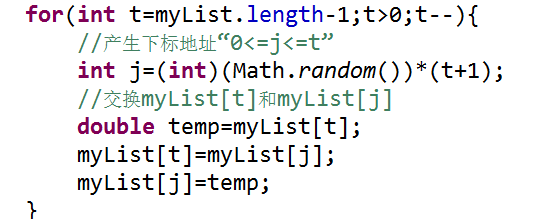 for(int t=myList.length-1;t>0;t--){
//产生下标地址“0<=j<=t”
int j=(int)(Math.random())*(t+1);
//交换myList[t]和myList[j]
double temp=myList[t];
myList[t]=myList[j];
myList[j]=temp;
}